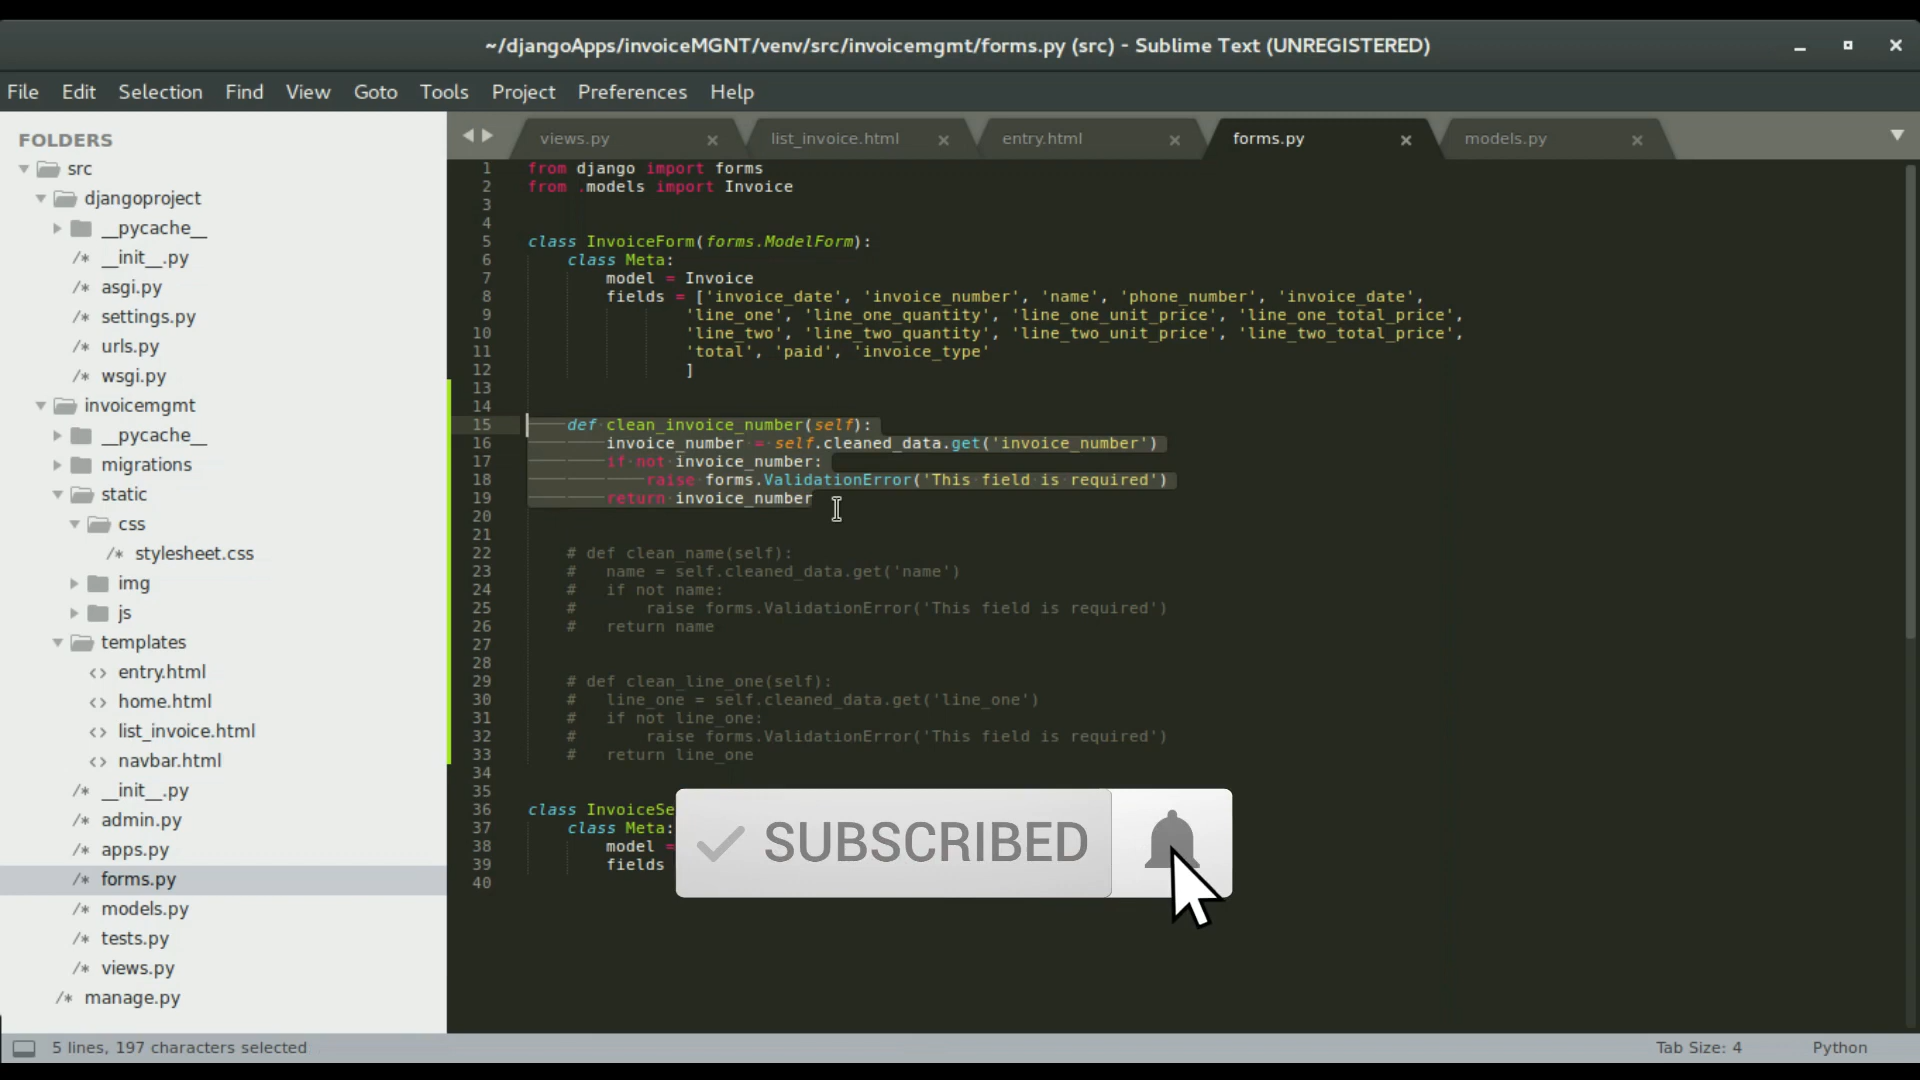 ~/djangoApps/invoiceMGNT/venv/src/invoicemgmt/forms.py (src) - Sublime Text (UNREGISTERED)
File Edit Selection Find View Goto Tools Project Preferences Help
FOLDERS
src
djangoproject
__pycache__
/* __init__.py
/* asgi.py
/* settings.py
/* urls.py
/* wsgi.py
invoicemgmt
__pycache__
migrations
static
css
/* stylesheet.css
img
js
templates
<> entry.html
<> home.html
<> list_invoice.html
<> navbar.html
/* __init__.py
/* admin.py
/* apps.py
/* forms.py
/* models.py
/* tests.py
/* views.py
/* manage.py
views.py × list_invoice.html × entry.html × forms.py × models.py ×
1 from django import forms
2 from .models import Invoice
3
4
5 class InvoiceForm(forms.ModelForm):
6 class Meta:
7 model = Invoice
8 fields = ['invoice_date', 'invoice_number', 'name', 'phone_number', 'invoice_date',
9 'line_one', 'line_one_quantity', 'line_one_unit_price', 'line_one_total_price',
10 'line_two', 'line_two_quantity', 'line_two_unit_price', 'line_two_total_price',
11 'total', 'paid', 'invoice_type'
12 ]
13
14
15 def clean_invoice_number(self):
16 invoice_number = self.cleaned_data.get('invoice_number')
17 if not invoice_number:
18 raise forms.ValidationError('This field is required')
19 return invoice_number
20
21
22 # def clean_name(self):
23 # name = self.cleaned_data.get('name')
24 # if not name:
25 # raise forms.ValidationError('This field is required')
26 # return name
27
28
29 # def clean_line_one(self):
30 # line_one = self.cleaned_data.get('line_one')
31 # if not line_one:
32 # raise forms.ValidationError('This field is required')
33 # return line_one
34
35
36 class InvoiceSe
37 class Meta:
38 model =
39 fields
40
SUBSCRIBED
5 lines, 197 characters selected
Tab Size: 4
Python